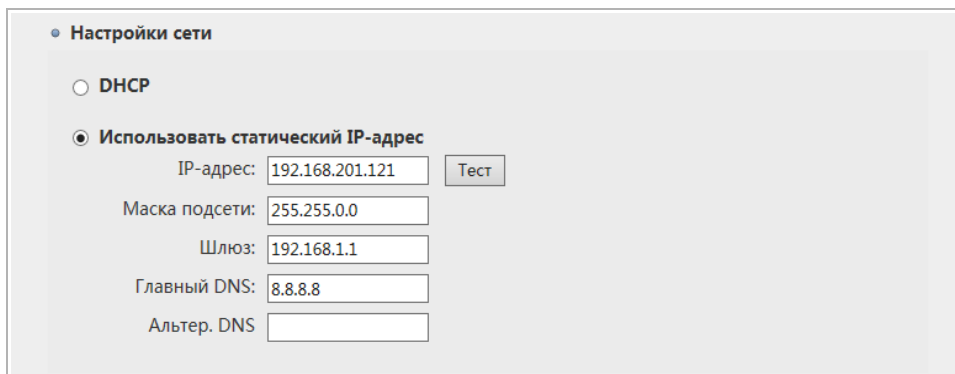 Настройки сети
DHCP
Использовать статический IP-адрес
IP-адрес: 192.168.201.121 Тест
Маска подсети: 255.255.0.0
Шлюз: 192.168.1.1
Главный DNS: 8.8.8.8
Альтер. DNS